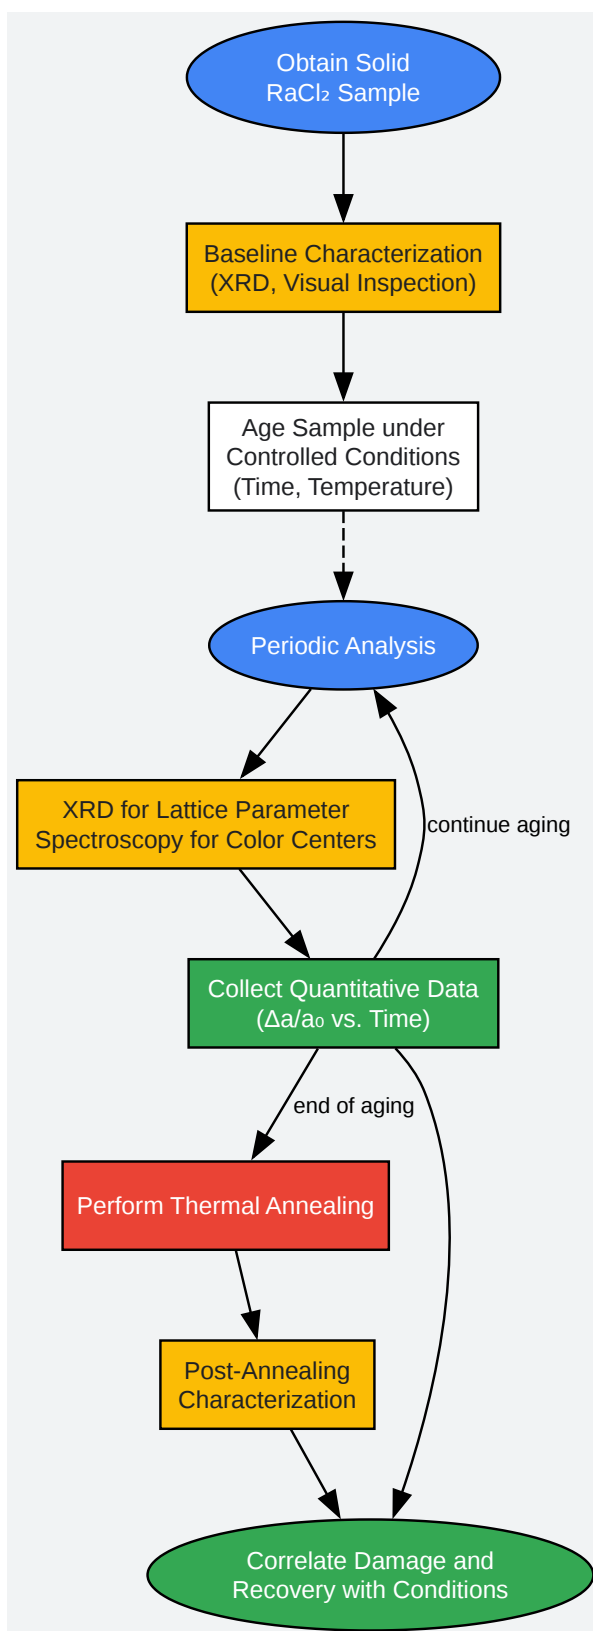 Obtain Solid
RaCl₂ Sample
Baseline Characterization
(XRD, Visual Inspection)
Age Sample under
Controlled Conditions
(Time, Temperature)
Periodic Analysis
XRD for Lattice Parameter
Spectroscopy for Color Centers
continue aging
Collect Quantitative Data
(Δa/a₀ vs. Time)
end of aging
Perform Thermal Annealing
Post-Annealing
Characterization
Correlate Damage and
Recovery with Conditions